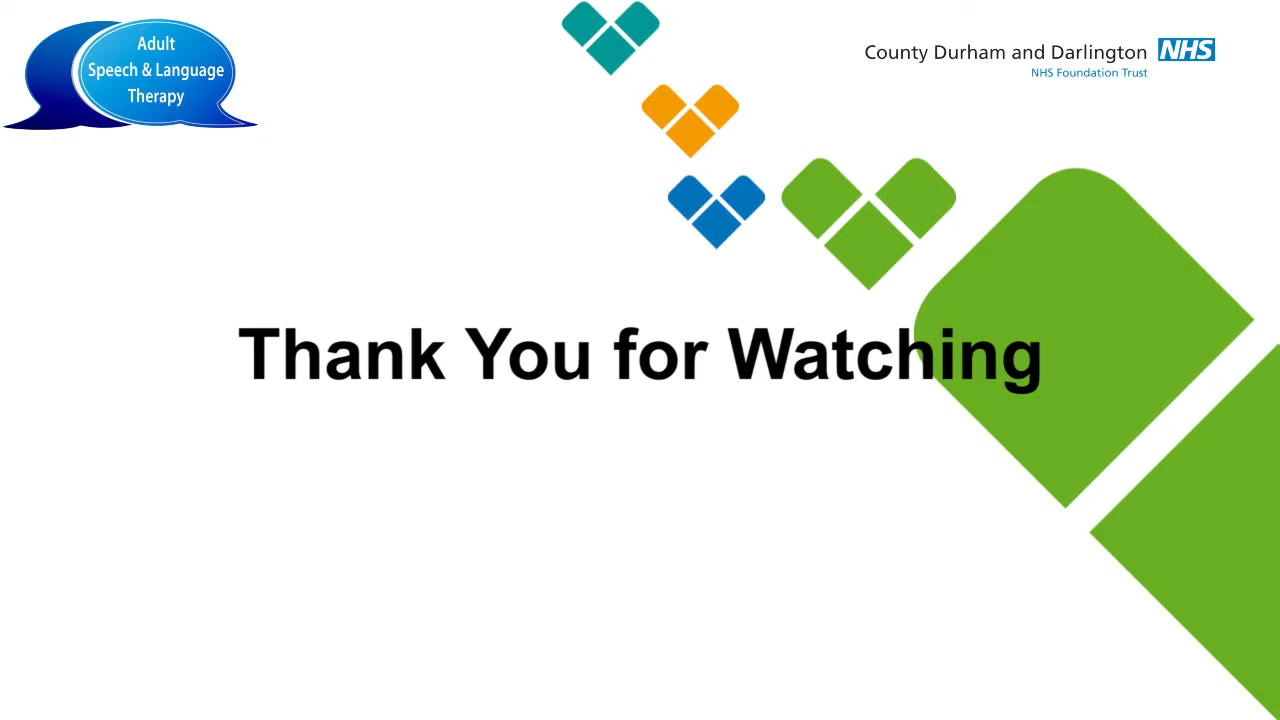 Adult
Speech & Language
Therapy
County Durham and Darlington NHS
NHS Foundation Trust
Thank You for Watching